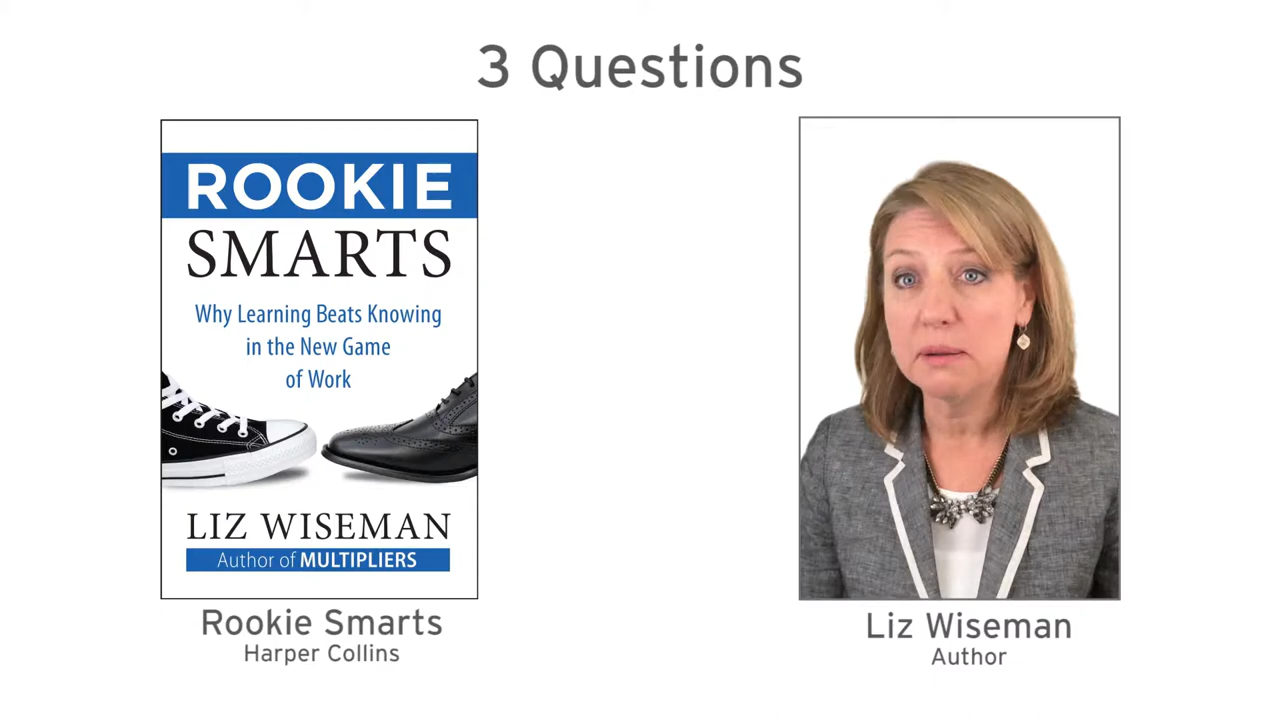 3 Questions
ROOKIE
SMARTS
Why Learning Beats Knowing
in the New Game
of Work
LIZ WISEMAN
Author of MULTIPLIERS
Rookie Smarts
Harper Collins
Liz Wiseman
Author